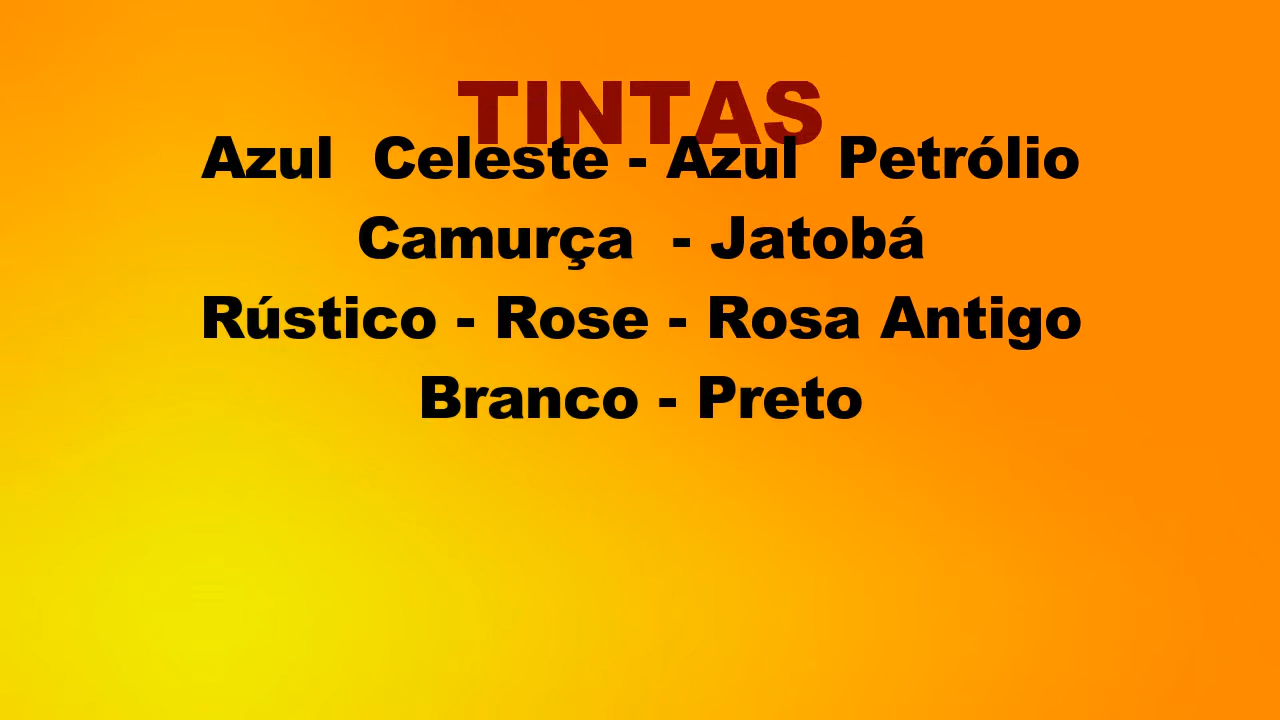 TINTAS
Azul  Celeste - Azul  Petrólio
Camurça  - Jatobá
Rústico - Rose - Rosa Antigo
Branco - Preto